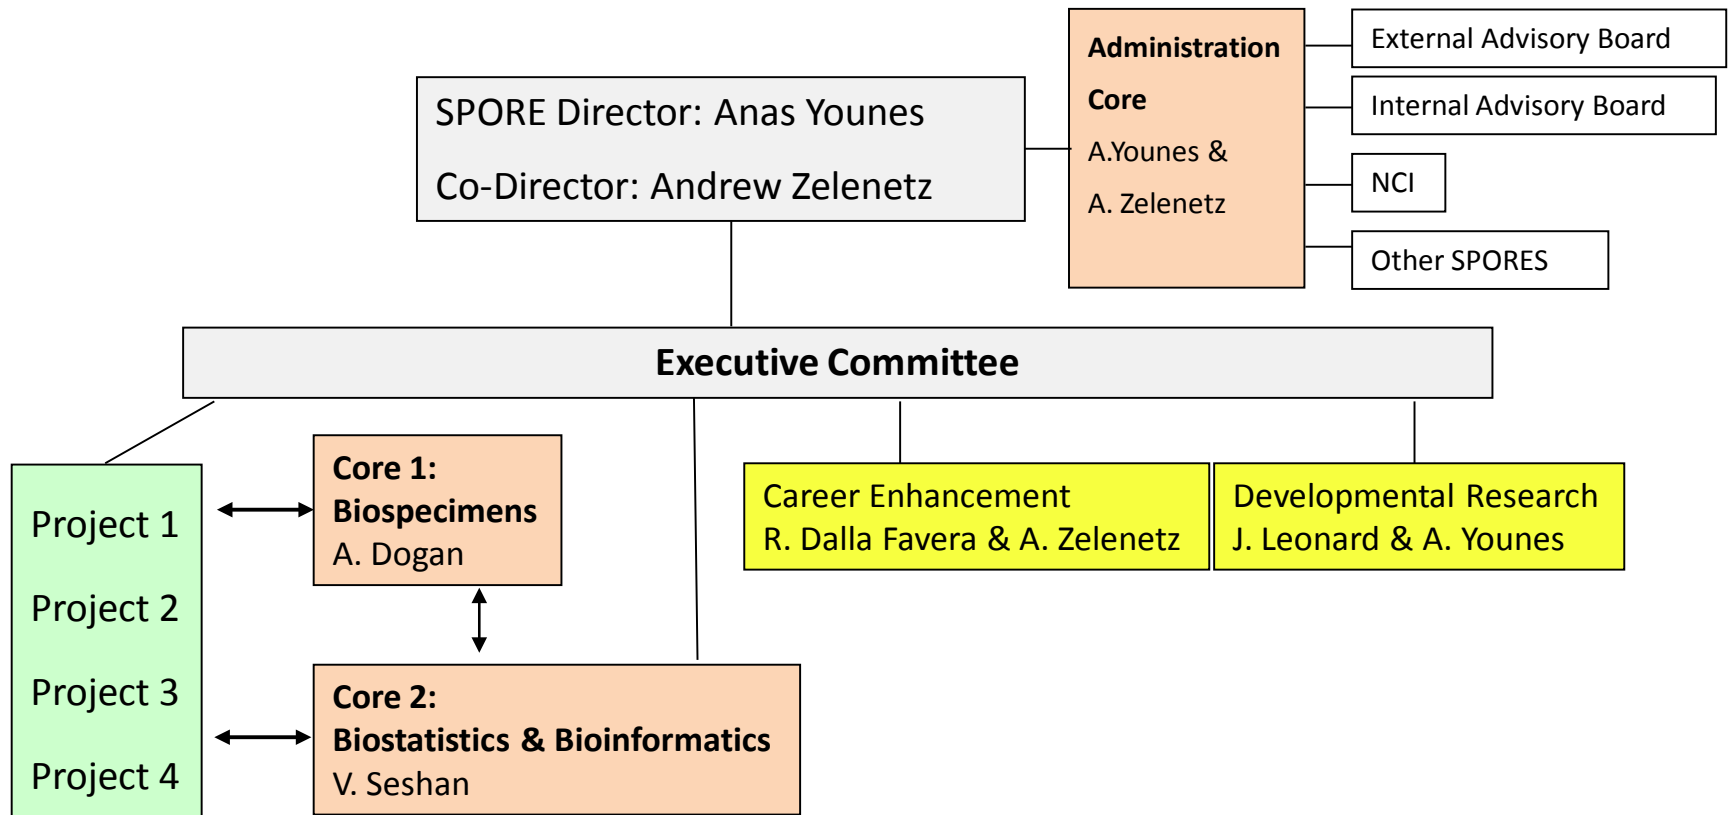 SPORE Director: Anas Younes
Co-Director: Andrew Zelenetz
Administration
Core
A.Younes &
A. Zelenetz
External Advisory Board
Internal Advisory Board
NCI
Other SPORES
Executive Committee
Project 1
Project 2
Project 3
Project 4
Core 1:
Biospecimens
A. Dogan
Core 2:
Biostatistics & Bioinformatics
V. Seshan
Career Enhancement
R. Dalla Favera & A. Zelenetz
Developmental Research
J. Leonard & A. Younes